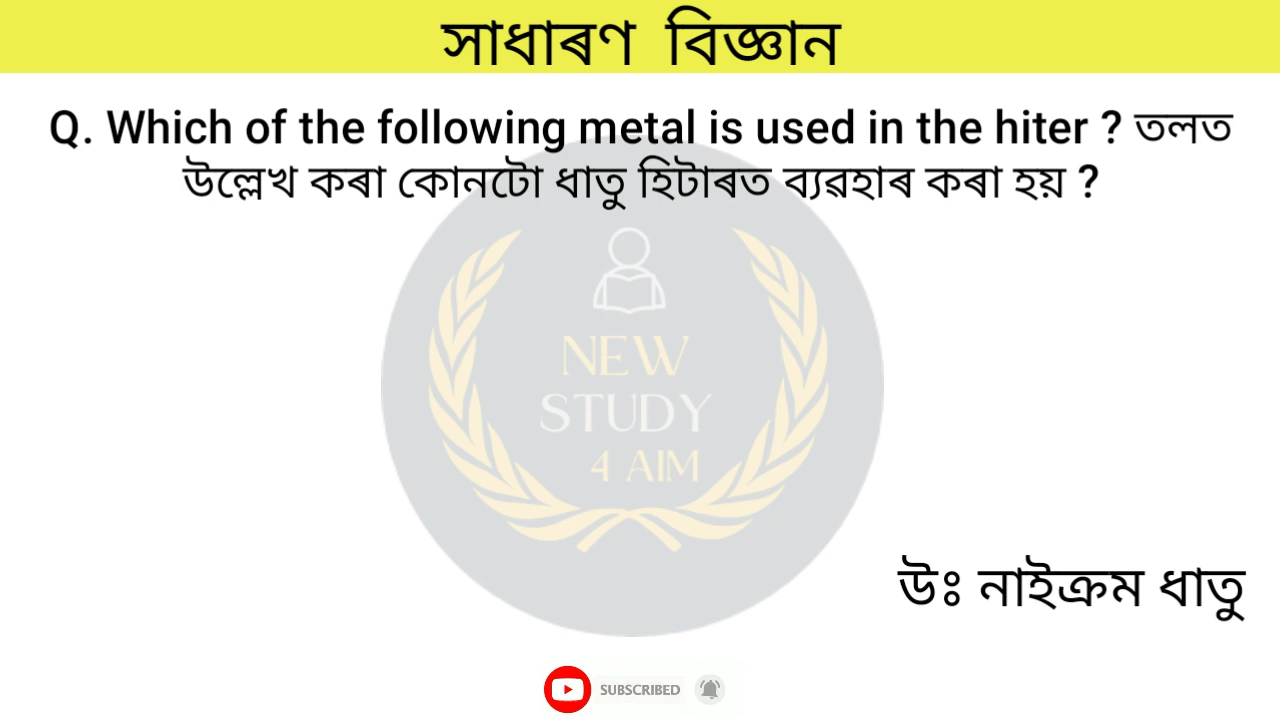 সাধাৰণ বিজ্ঞান
Q. Which of the following metal is used in the hiter ? তলত
উল্লেখ কৰা কোনটো ধাতু হিটাৰত ব্যৱহাৰ কৰা হয় ?
NEW
STUDY
4 AIM
উঃ নাইক্ৰম ধাতু
SUBSCRIBED